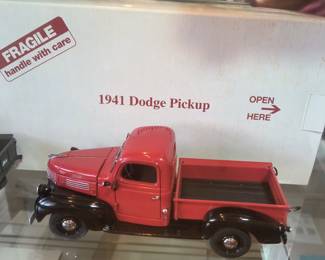 FRAGILE
handle with care
1941 Dodge Pickup
OPEN
HERE